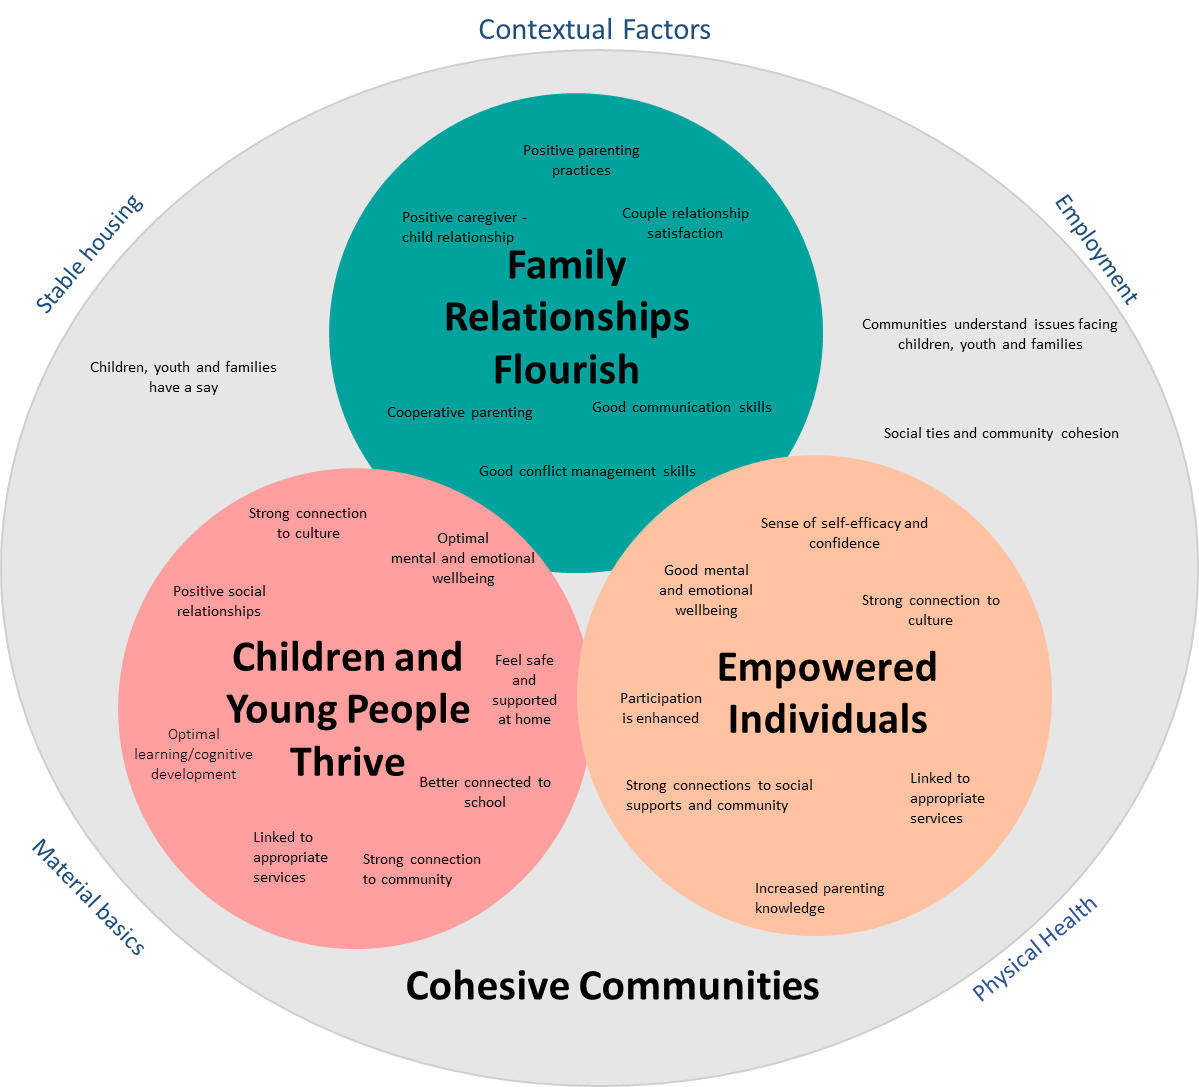 Contextual Factors
Stable housing
Employment
Positive parenting
practices
Positive caregiver -
child relationship
Couple relationship
satisfaction
Family
Relationships
Flourish
Cooperative parenting
Good communication skills
Good conflict management skills
Children, youth and families
have a say
Communities understand issues facing
children, youth and families
Social ties and community cohesion
Strong connection
to culture
Optimal
mental and emotional
wellbeing
Positive social
relationships
Children and
Young People
Thrive
Feel safe
and
supported
at home
Optimal
learning/cognitive
development
Better connected to
school
Linked to
appropriate
services
Strong connection
to community
Sense of self-efficacy and
confidence
Good mental
and emotional
wellbeing
Strong connection to
culture
Empowered
Individuals
Participation
is enhanced
Strong connections to social
supports and community
Linked to
appropriate
services
Increased parenting
knowledge
Material basics
Physical Health
Cohesive Communities